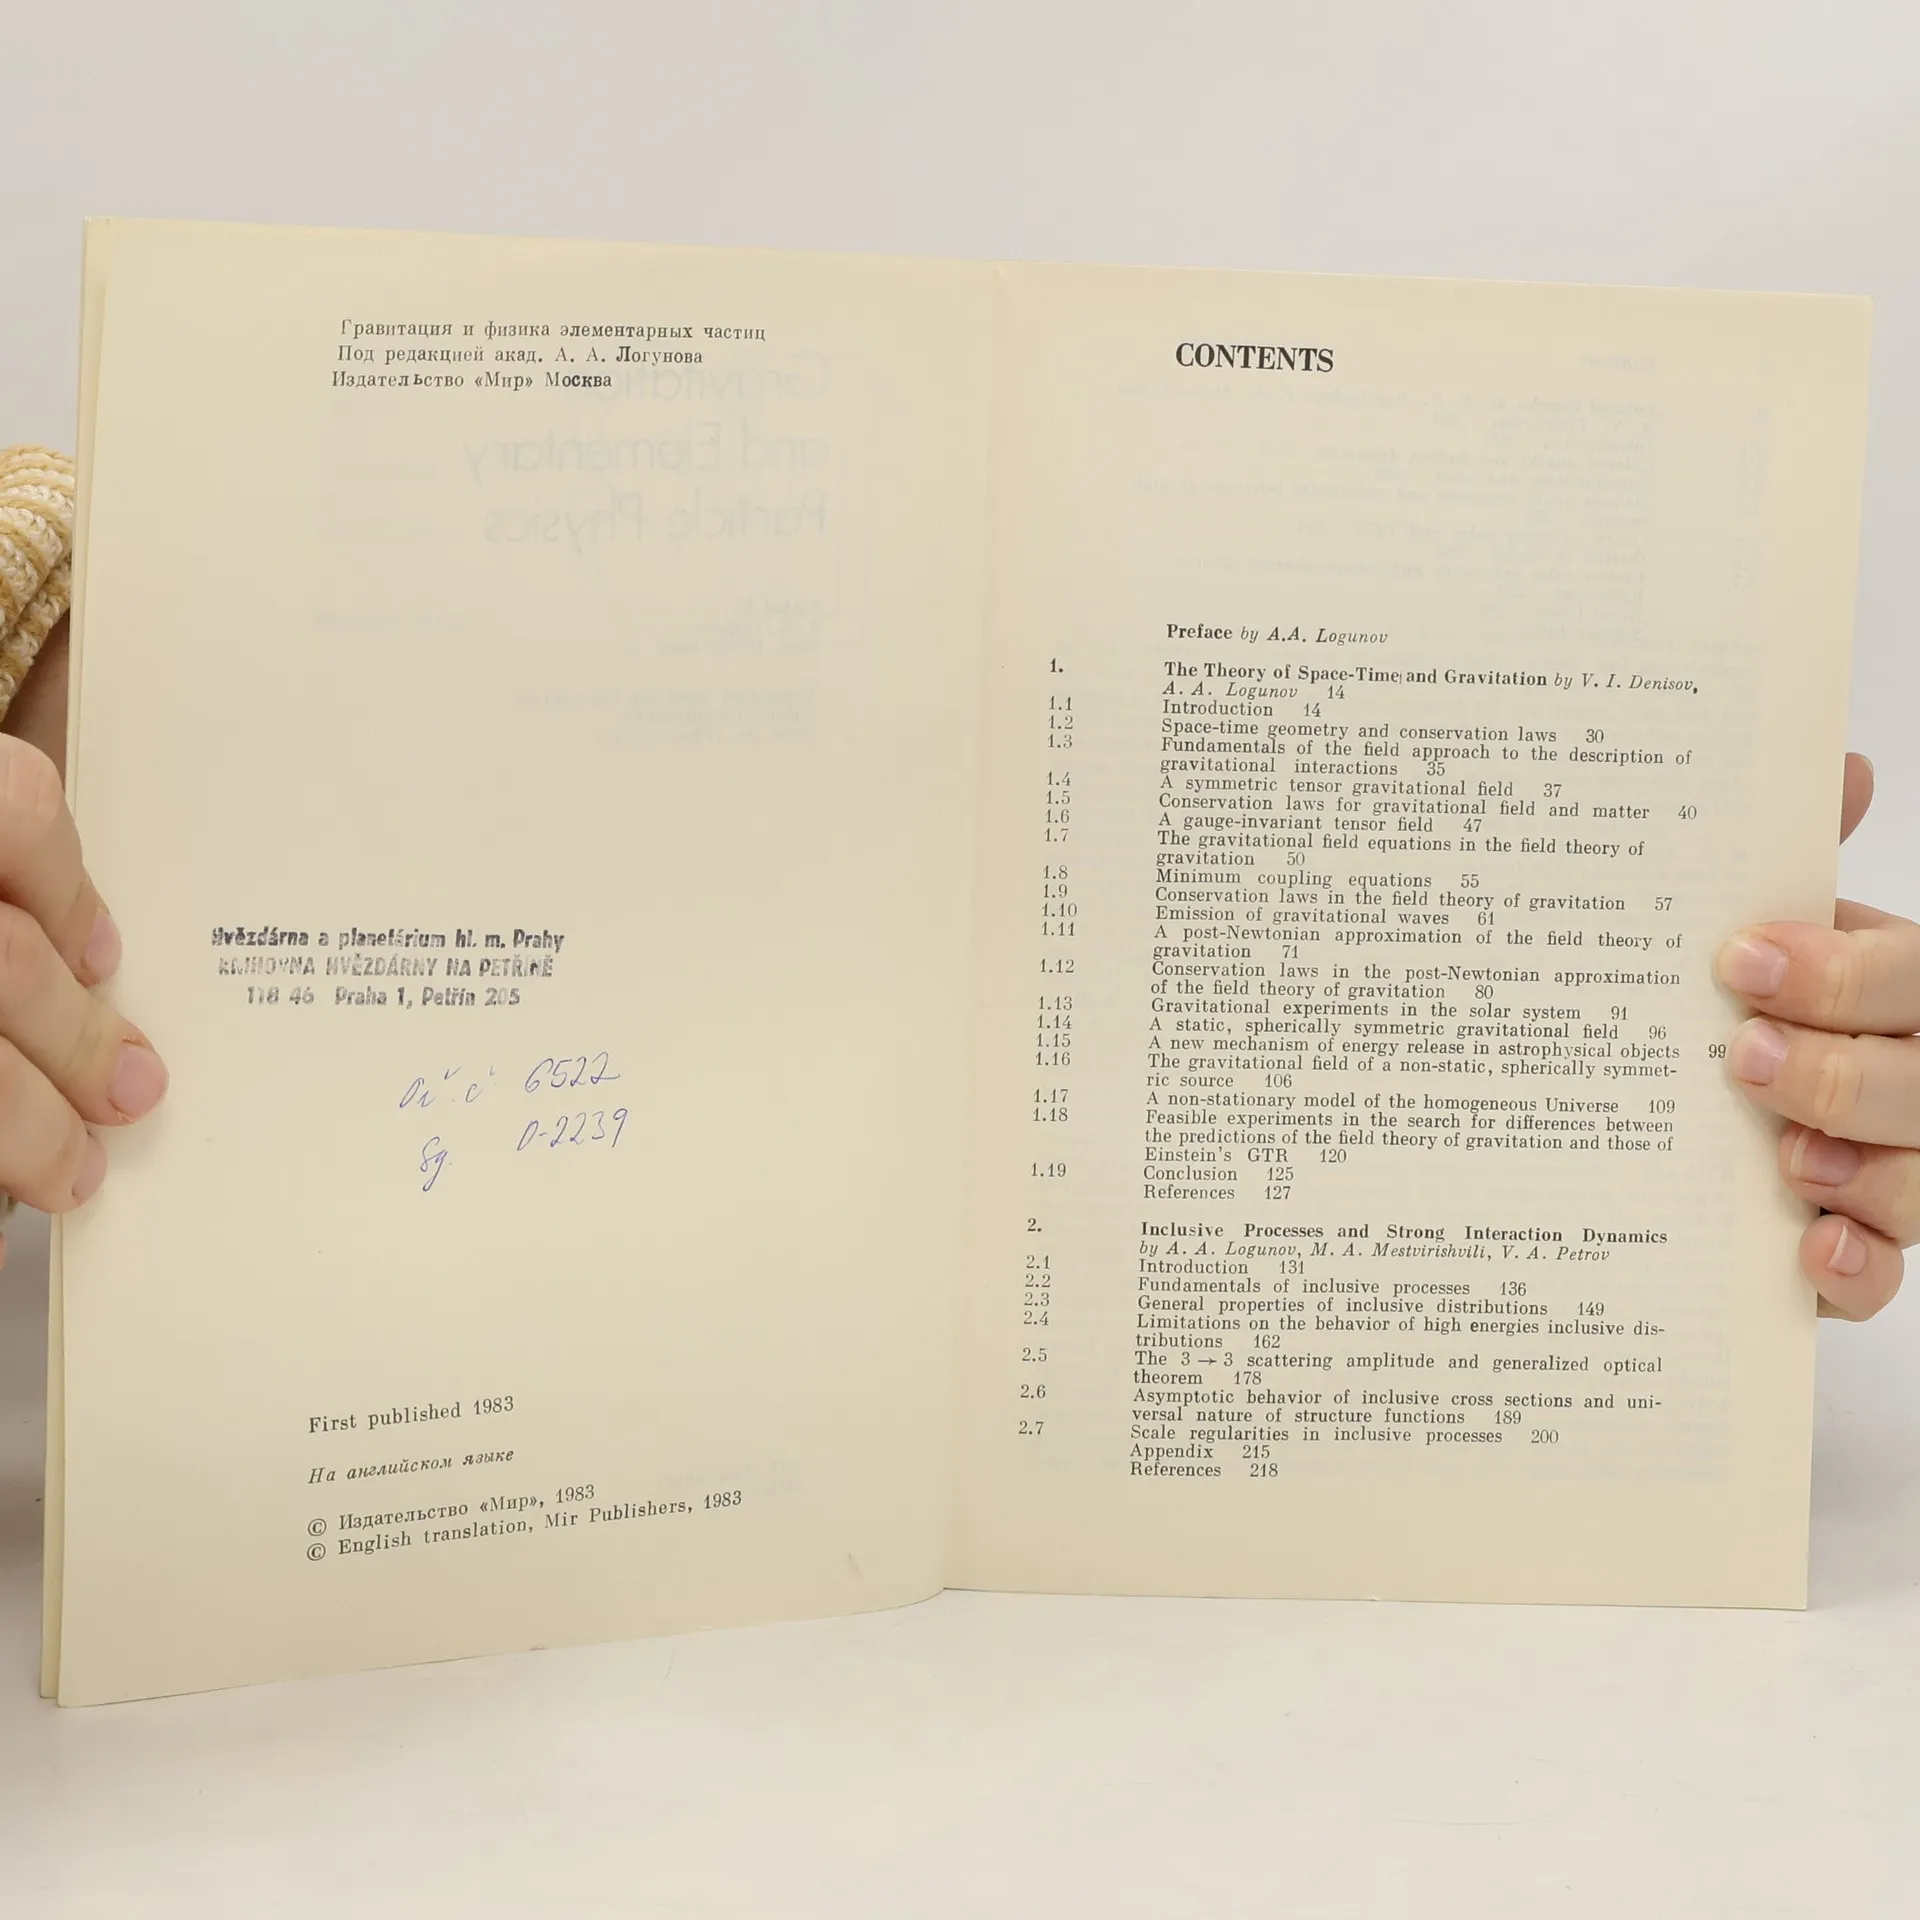 Гравитация и физика элементарных частиц
Под редакцией акад. А. А. Логунова
Издательство «Мир» Москва
Hvězdárna a planetárium hl. m. Prahy
KNIHOVNA HVĚZDÁRNY NA PETŘÍNĚ
118 46 Praha 1, Petřín 205
6522
Sg. D-2239
First published 1983
На английском языке
© Издательство «Мир», 1983
© English translation, Mir Publishers, 1983
CONTENTS
Preface by A.A. Logunov
1. The Theory of Space-Time and Gravitation by V. I. Denisov,
A. A. Logunov 14
1.1 Introduction 14
1.2 Space-time geometry and conservation laws 30
1.3 Fundamentals of the field approach to the description of
gravitational interactions 35
1.4 A symmetric tensor gravitational field 37
1.5 Conservation laws for gravitational field and matter 40
1.6 A gauge-invariant tensor field 47
1.7 The gravitational field equations in the field theory of
gravitation 50
1.8 Minimum coupling equations 55
1.9 Conservation laws in the field theory of gravitation 57
1.10 Emission of gravitational waves 61
1.11 A post-Newtonian approximation of the field theory of
gravitation 71
1.12 Conservation laws in the post-Newtonian approximation
of the field theory of gravitation 80
1.13 Gravitational experiments in the solar system 91
1.14 A static, spherically symmetric gravitational field 96
1.15 A new mechanism of energy release in astrophysical objects 99
1.16 The gravitational field of a non-static, spherically symmet-
ric source 106
1.17 A non-stationary model of the homogeneous Universe 109
1.18 Feasible experiments in the search for differences between
the predictions of the field theory of gravitation and those of
Einstein's GTR 120
1.19 Conclusion 125
References 127
2. Inclusive Processes and Strong Interaction Dynamics
by A. A. Logunov, M. A. Mestvirishvili, V. A. Petrov
2.1 Introduction 131
2.2 Fundamentals of inclusive processes 136
2.3 General properties of inclusive distributions 149
2.4 Limitations on the behavior of high energies inclusive dis-
tributions 162
2.5 The 3 → 3 scattering amplitude and generalized optical
theorem 178
2.6 Asymptotic behavior of inclusive cross sections and uni-
versal nature of structure functions 189
2.7 Scale regularities in inclusive processes 200
Appendix 215
References 218